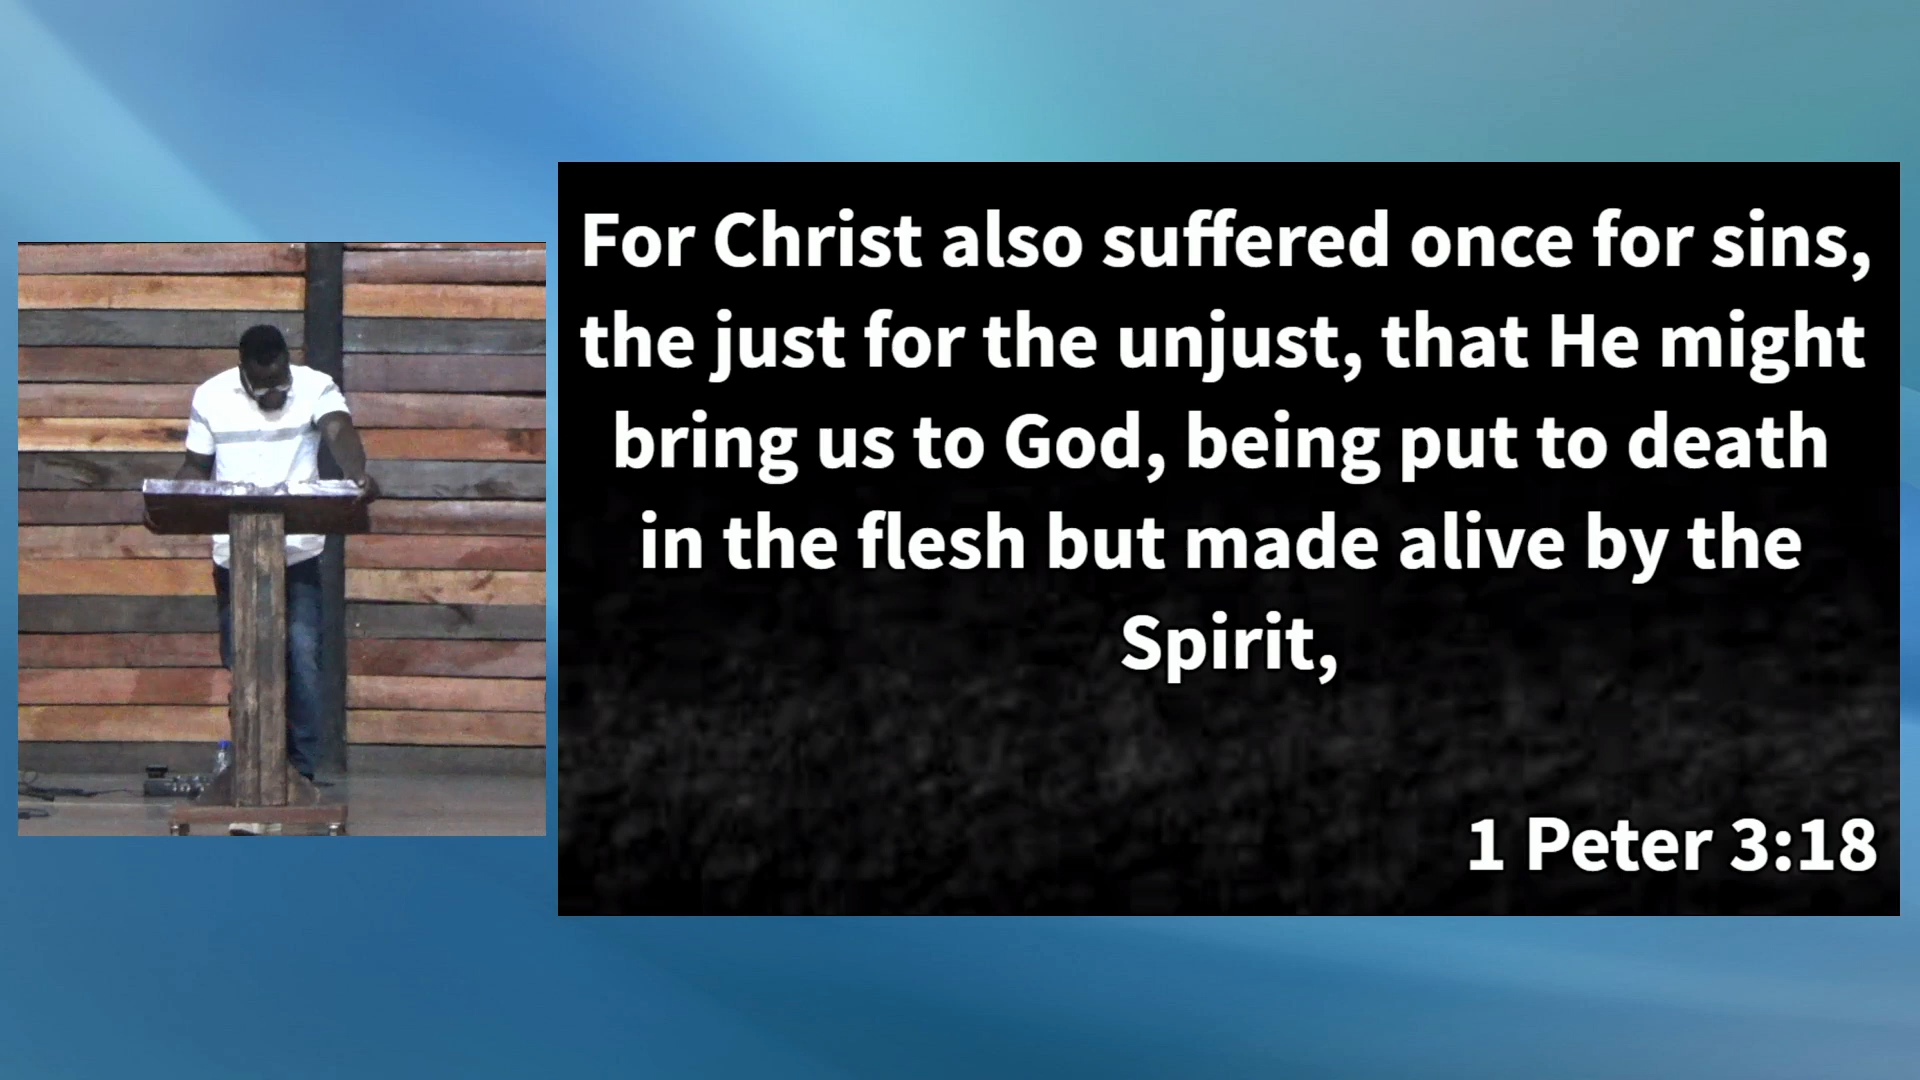 For Christ also suffered once for sins,
the just for the unjust, that He might
bring us to God, being put to death
in the flesh but made alive by the
Spirit,
1 Peter 3:18